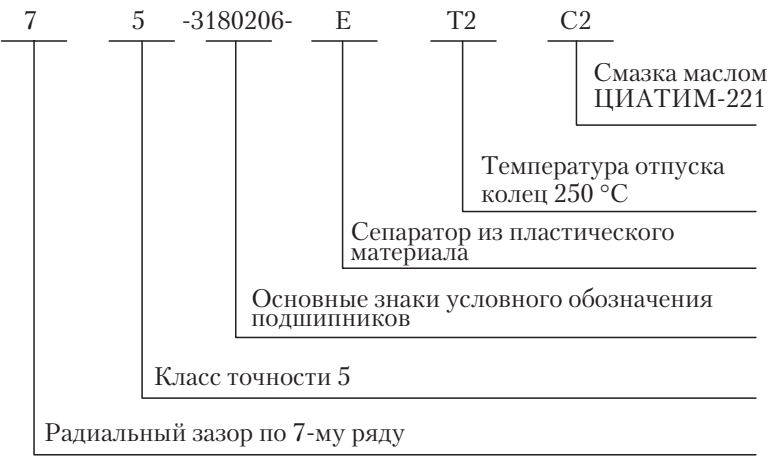 7 5 -3180206- Е Т2 С2
Смазка маслом
ЦИАТИМ-221
Температура отпуска
колец 250 °С
Сепаратор из пластического
материала
Основные знаки условного обозначения
подшипников
Класс точности 5
Радиальный зазор по 7-му ряду